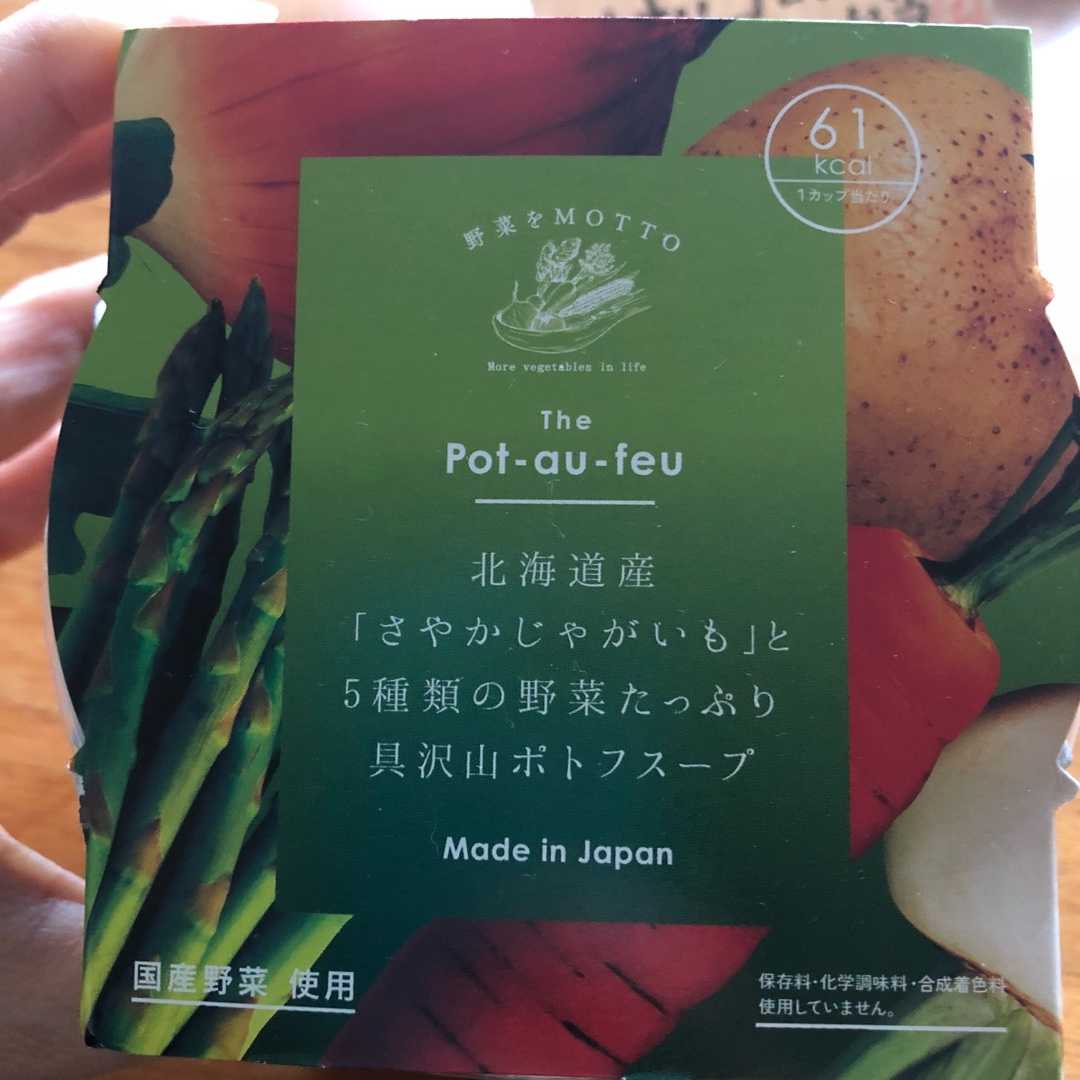 61
kcal
1カップ当たり
野菜をMOTTO
More vegetables in life
The
Pot-au-feu
北海道産
「さやかじゃがいも」と
5種類の野菜たっぷり
具沢山ポトフスープ
Made in Japan
国産野菜 使用
保存料・化学調味料・合成着色料
使用していません。